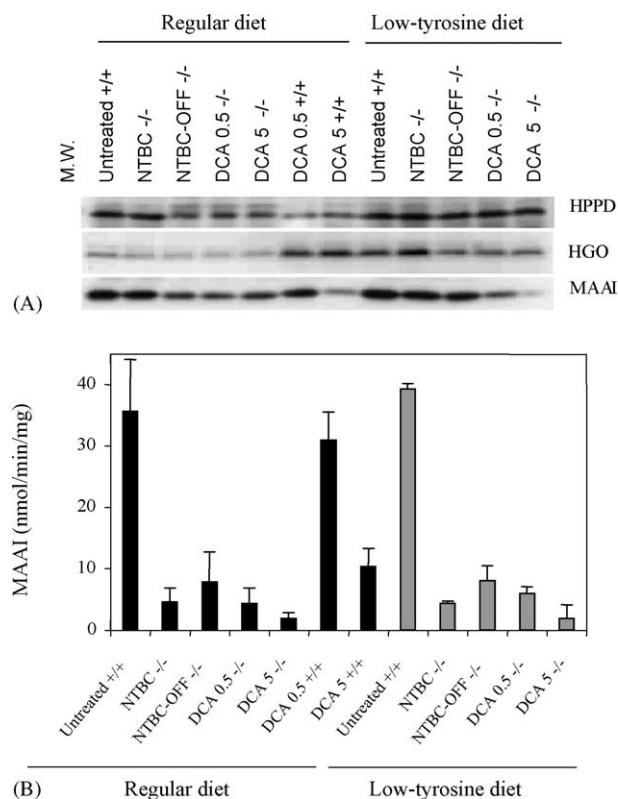 Regular diet
Low-tyrosine diet
M.W.
Untreated +/+
NTBC -/-
NTBC-OFF -/-
DCA 0.5 -/-
DCA 5 -/-
DCA 0.5 +/+
DCA 5 +/+
Untreated +/+
NTBC -/-
NTBC-OFF -/-
DCA 0.5 -/-
DCA 5 -/-
HPPD
HGO
MAAI
(A)
MAAI (nmol/min/mg)
40
30
20
10
0
Untreated +/+
NTBC -/-
NTBC-OFF -/-
DCA 0.5 -/-
DCA 5 -/-
DCA 0.5 +/+
DCA 5 +/+
Untreated +/+
NTBC -/-
NTBC-OFF -/-
DCA 0.5 -/-
DCA 5 -/-
(B)
Regular diet
Low-tyrosine diet